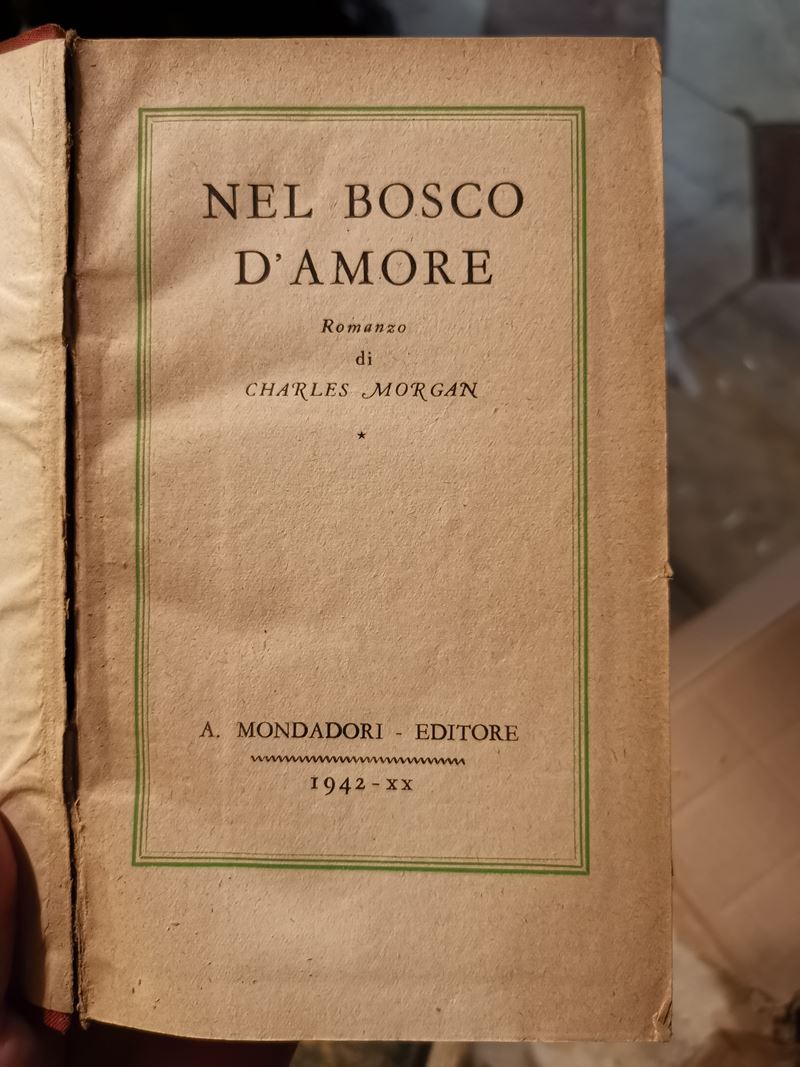 NEL BOSCO
D'AMORE
Romanzo
di
CHARLES MORGAN
★
A. MONDADORI - EDITORE
1942-XX